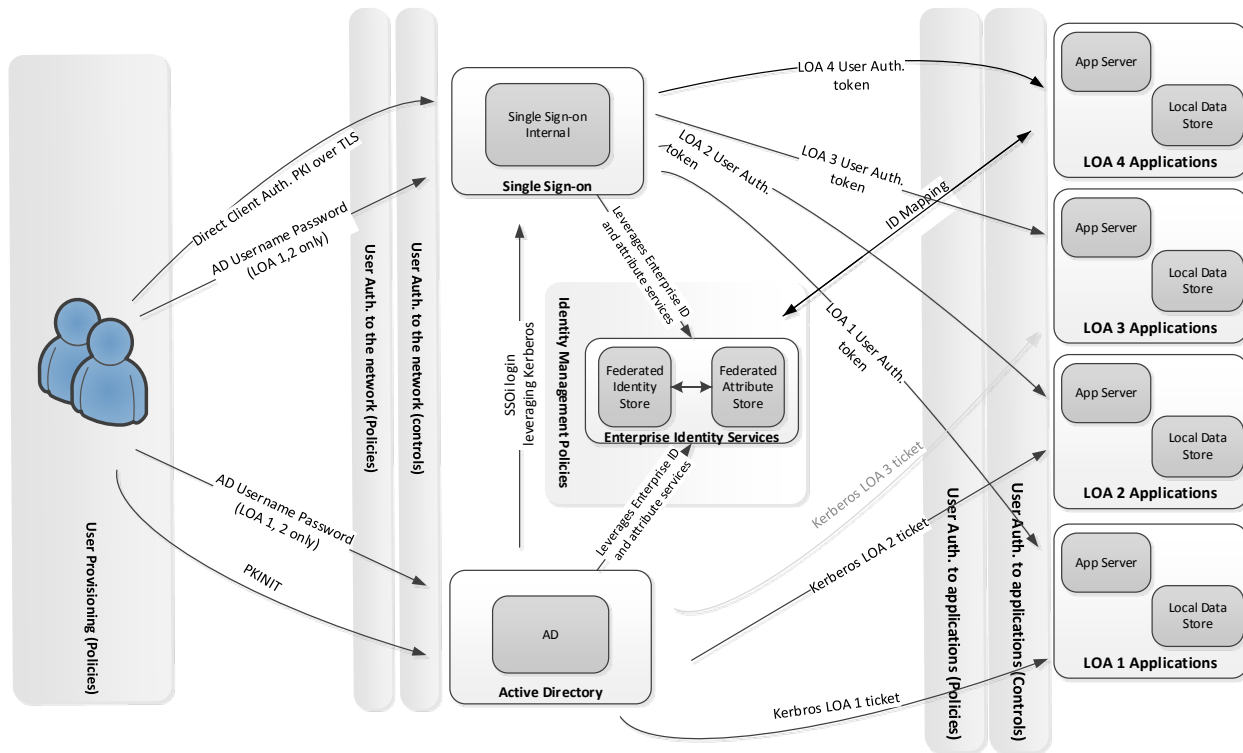 User Provisioning (Policies)
Direct Client Auth. PKI over TLS
AD Username Password
(LOA 1,2 only)
AD Username Password
(LOA 1, 2 only)
PKINIT
User Auth. to the network (Policies)
User Auth. to the network (controls)
Single Sign-on
Internal
Single Sign-on
SSOi login
leveraging Kerberos
Leverages Enterprise ID
and attribute services
Identity Management Policies
Federated
Identity
Store
Federated
Attribute
Store
Enterprise Identity Services
Leverages Enterprise ID
and attribute services
AD
Active Directory
LOA 4 User Auth.
token
LOA 3 User Auth.
token
LOA 2 User Auth.
token
ID Mapping
LOA 1 User Auth.
token
Kerberos LOA 3 ticket
Kerberos LOA 2 ticket
Kerbros LOA 1 ticket
User Auth. to applications (Policies)
User Auth. to applications (Controls)
App Server
Local Data
Store
LOA 4 Applications
App Server
Local Data
Store
LOA 3 Applications
App Server
Local Data
Store
LOA 2 Applications
App Server
Local Data
Store
LOA 1 Applications